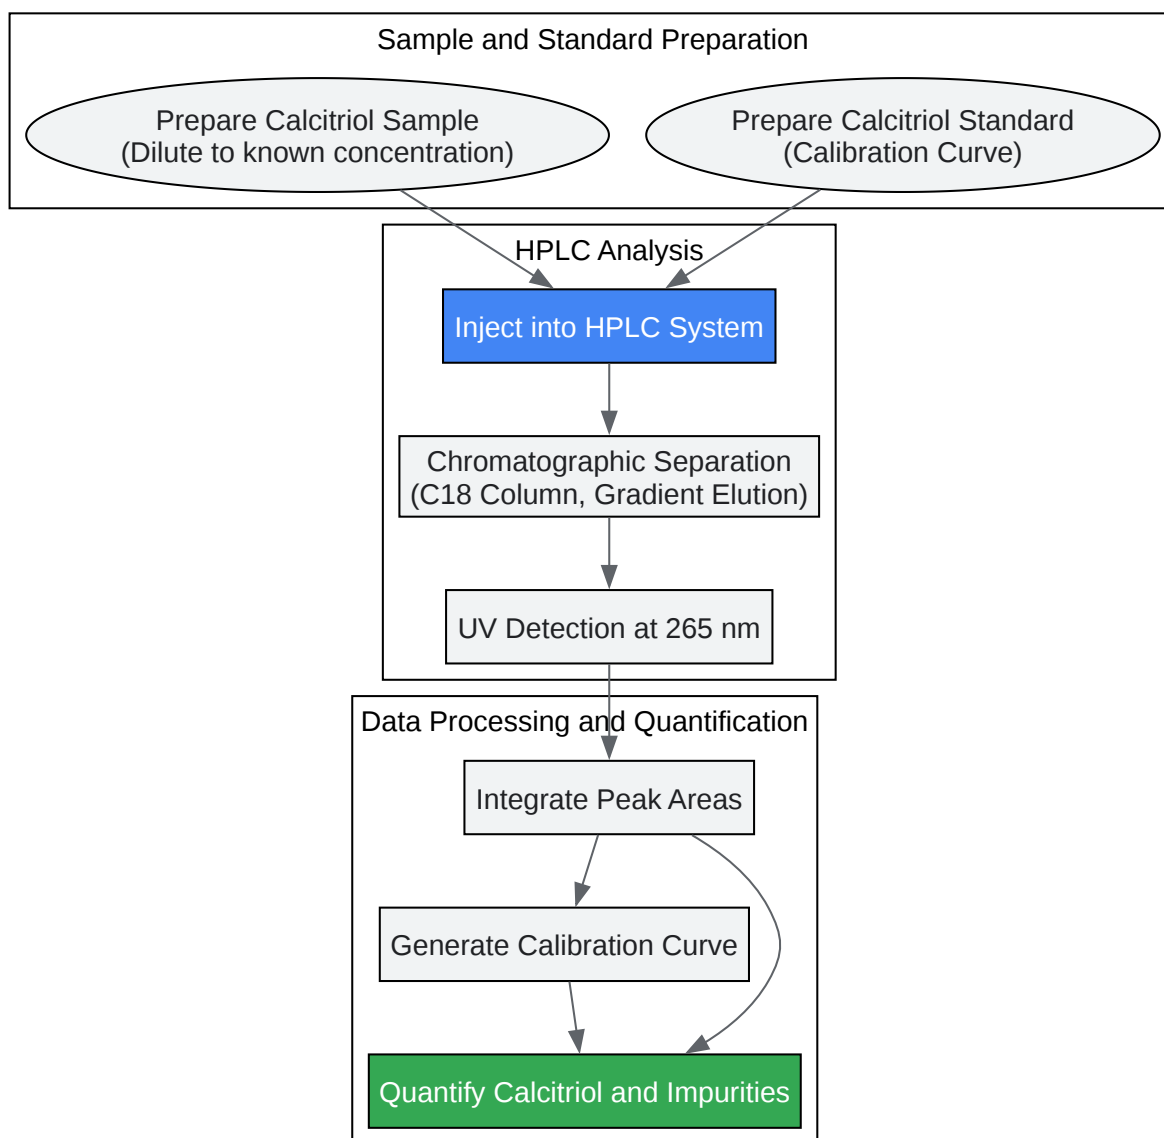 Sample and Standard Preparation
Prepare Calcitriol Sample
(Dilute to known concentration)
Prepare Calcitriol Standard
(Calibration Curve)
HPLC Analysis
Inject into HPLC System
Chromatographic Separation
(C18 Column, Gradient Elution)
UV Detection at 265 nm
Data Processing and Quantification
Integrate Peak Areas
Generate Calibration Curve
Quantify Calcitriol and Impurities